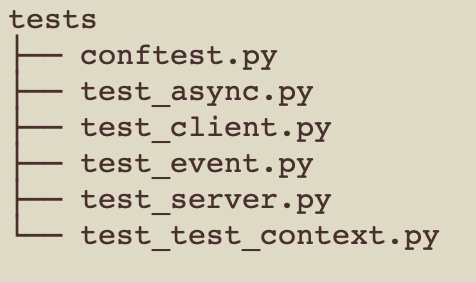 tests
├── conftest.py
├── test_async.py
├── test_client.py
├── test_event.py
├── test_server.py
└── test_test_context.py